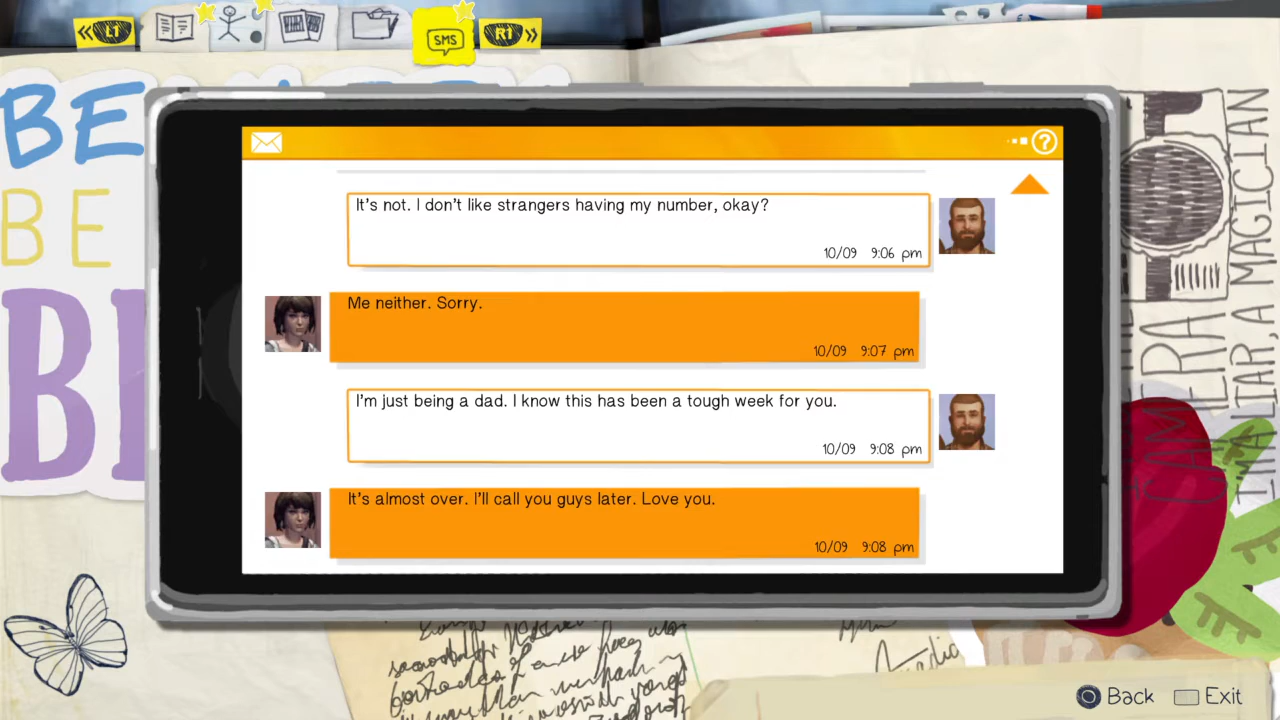 L1
SMS
R1
BE
BE
It's not. I don't like strangers having my number, okay?
10/09 9:06 pm
Me neither. Sorry.
10/09 9:07 pm
I'm just being a dad. I know this has been a tough week for you.
10/09 9:08 pm
It's almost over. I'll call you guys later. Love you.
10/09 9:08 pm
I'M A LIAR, A MAGICIAN
Back
Exit